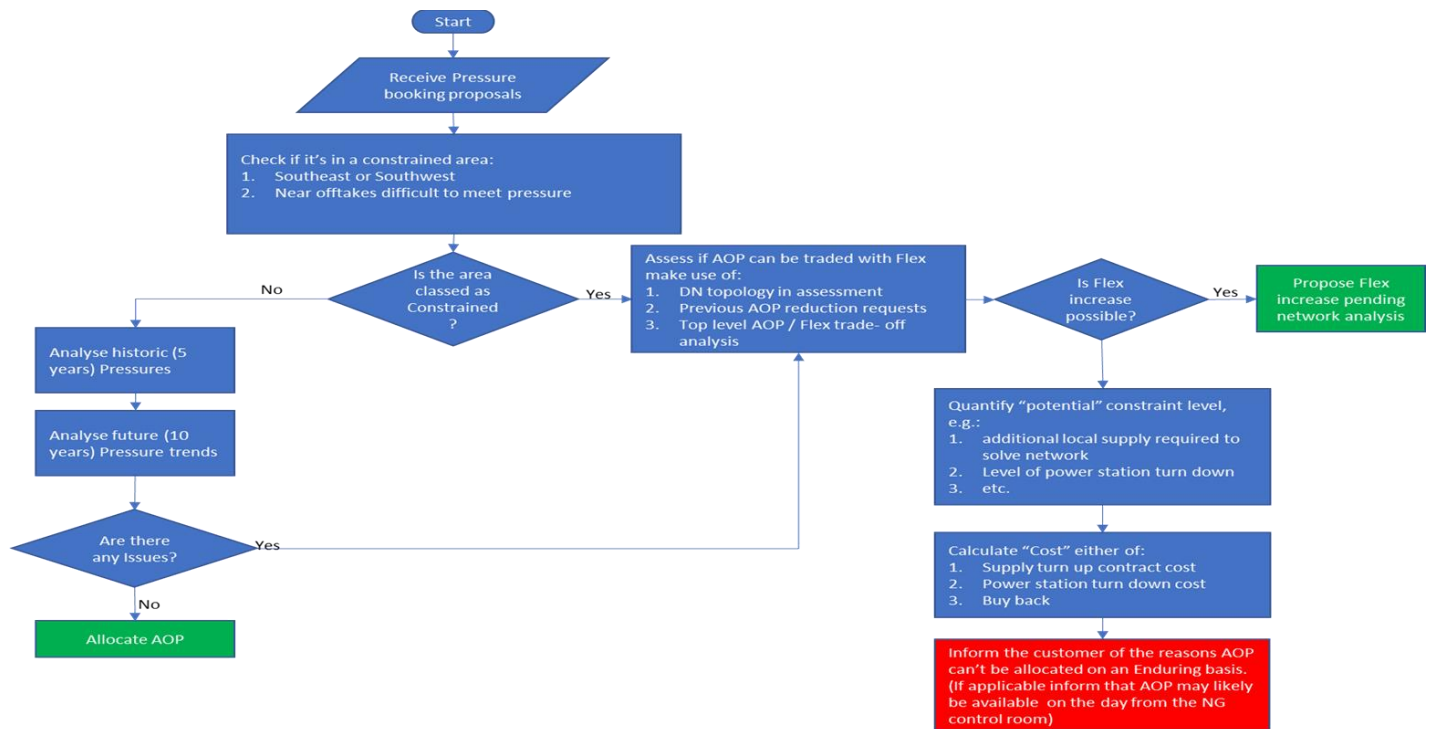 Start
Receive Pressure
booking proposals
Check if it's in a constrained area:
1. Southeast or Southwest
2. Near offtakes difficult to meet pressure
Is the area
classed as
Constrained
?
No
Yes
Analyse historic (5
years) Pressures
Analyse future (10
years) Pressure trends
Are there
any Issues?
Yes
No
Allocate AOP
Assess if AOP can be traded with Flex
make use of:
1. DN topology in assessment
2. Previous AOP reduction requests
3. Top level AOP / Flex trade- off
analysis
Is Flex
increase
possible?
Yes
Propose Flex
increase pending
network analysis
Quantify “potential” constraint level,
e.g.:
1. additional local supply required to
solve network
2. Level of power station turn down
3. etc.
Calculate “Cost” either of:
1. Supply turn up contract cost
2. Power station turn down cost
3. Buy back
Inform the customer of the reasons AOP
can't be allocated on an Enduring basis.
(If applicable inform that AOP may likely
be available on the day from the NG
control room)